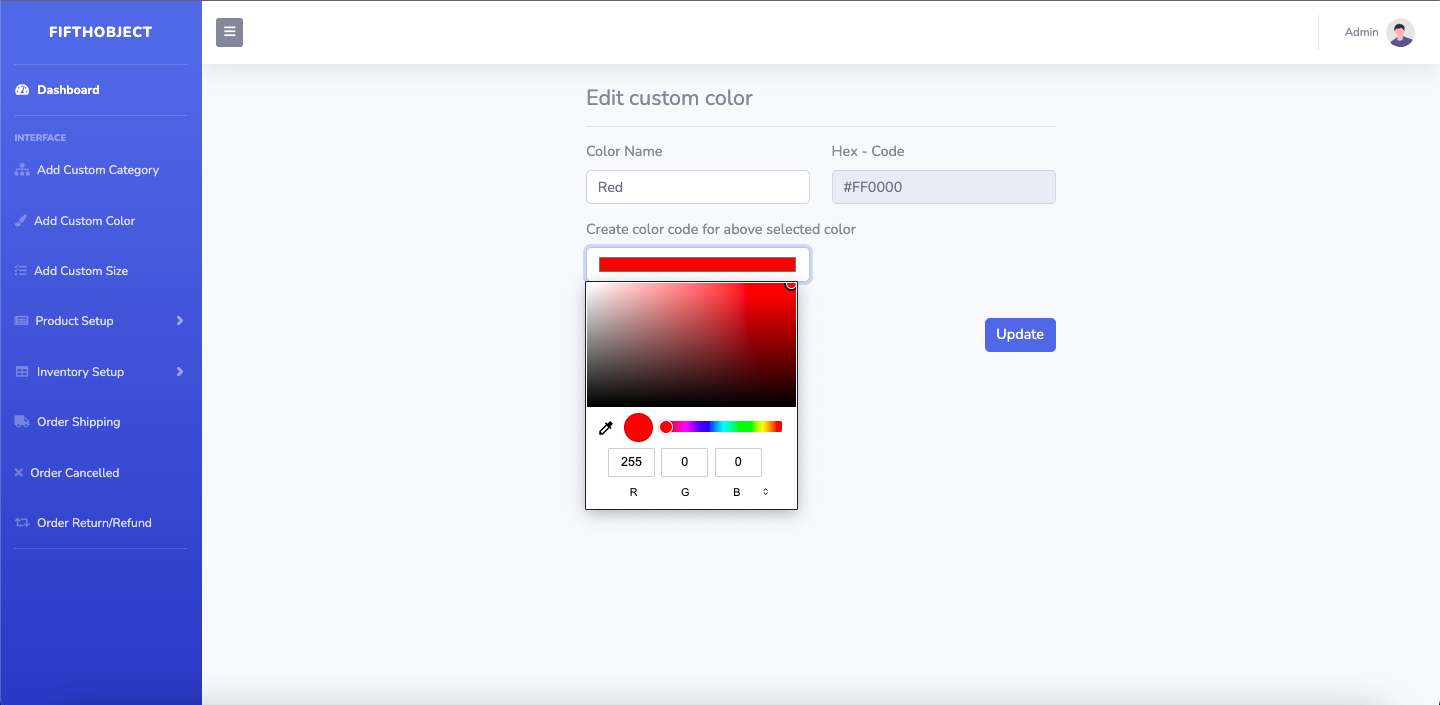 FIFTHOBJECT
Dashboard
INTERFACE
Add Custom Category
Add Custom Color
Add Custom Size
Product Setup
Inventory Setup
Order Shipping
Order Cancelled
Order Return/Refund
Admin
Edit custom color
Color Name
Hex - Code
Red
#FF0000
Create color code for above selected color
Update
255 0 0
R G B